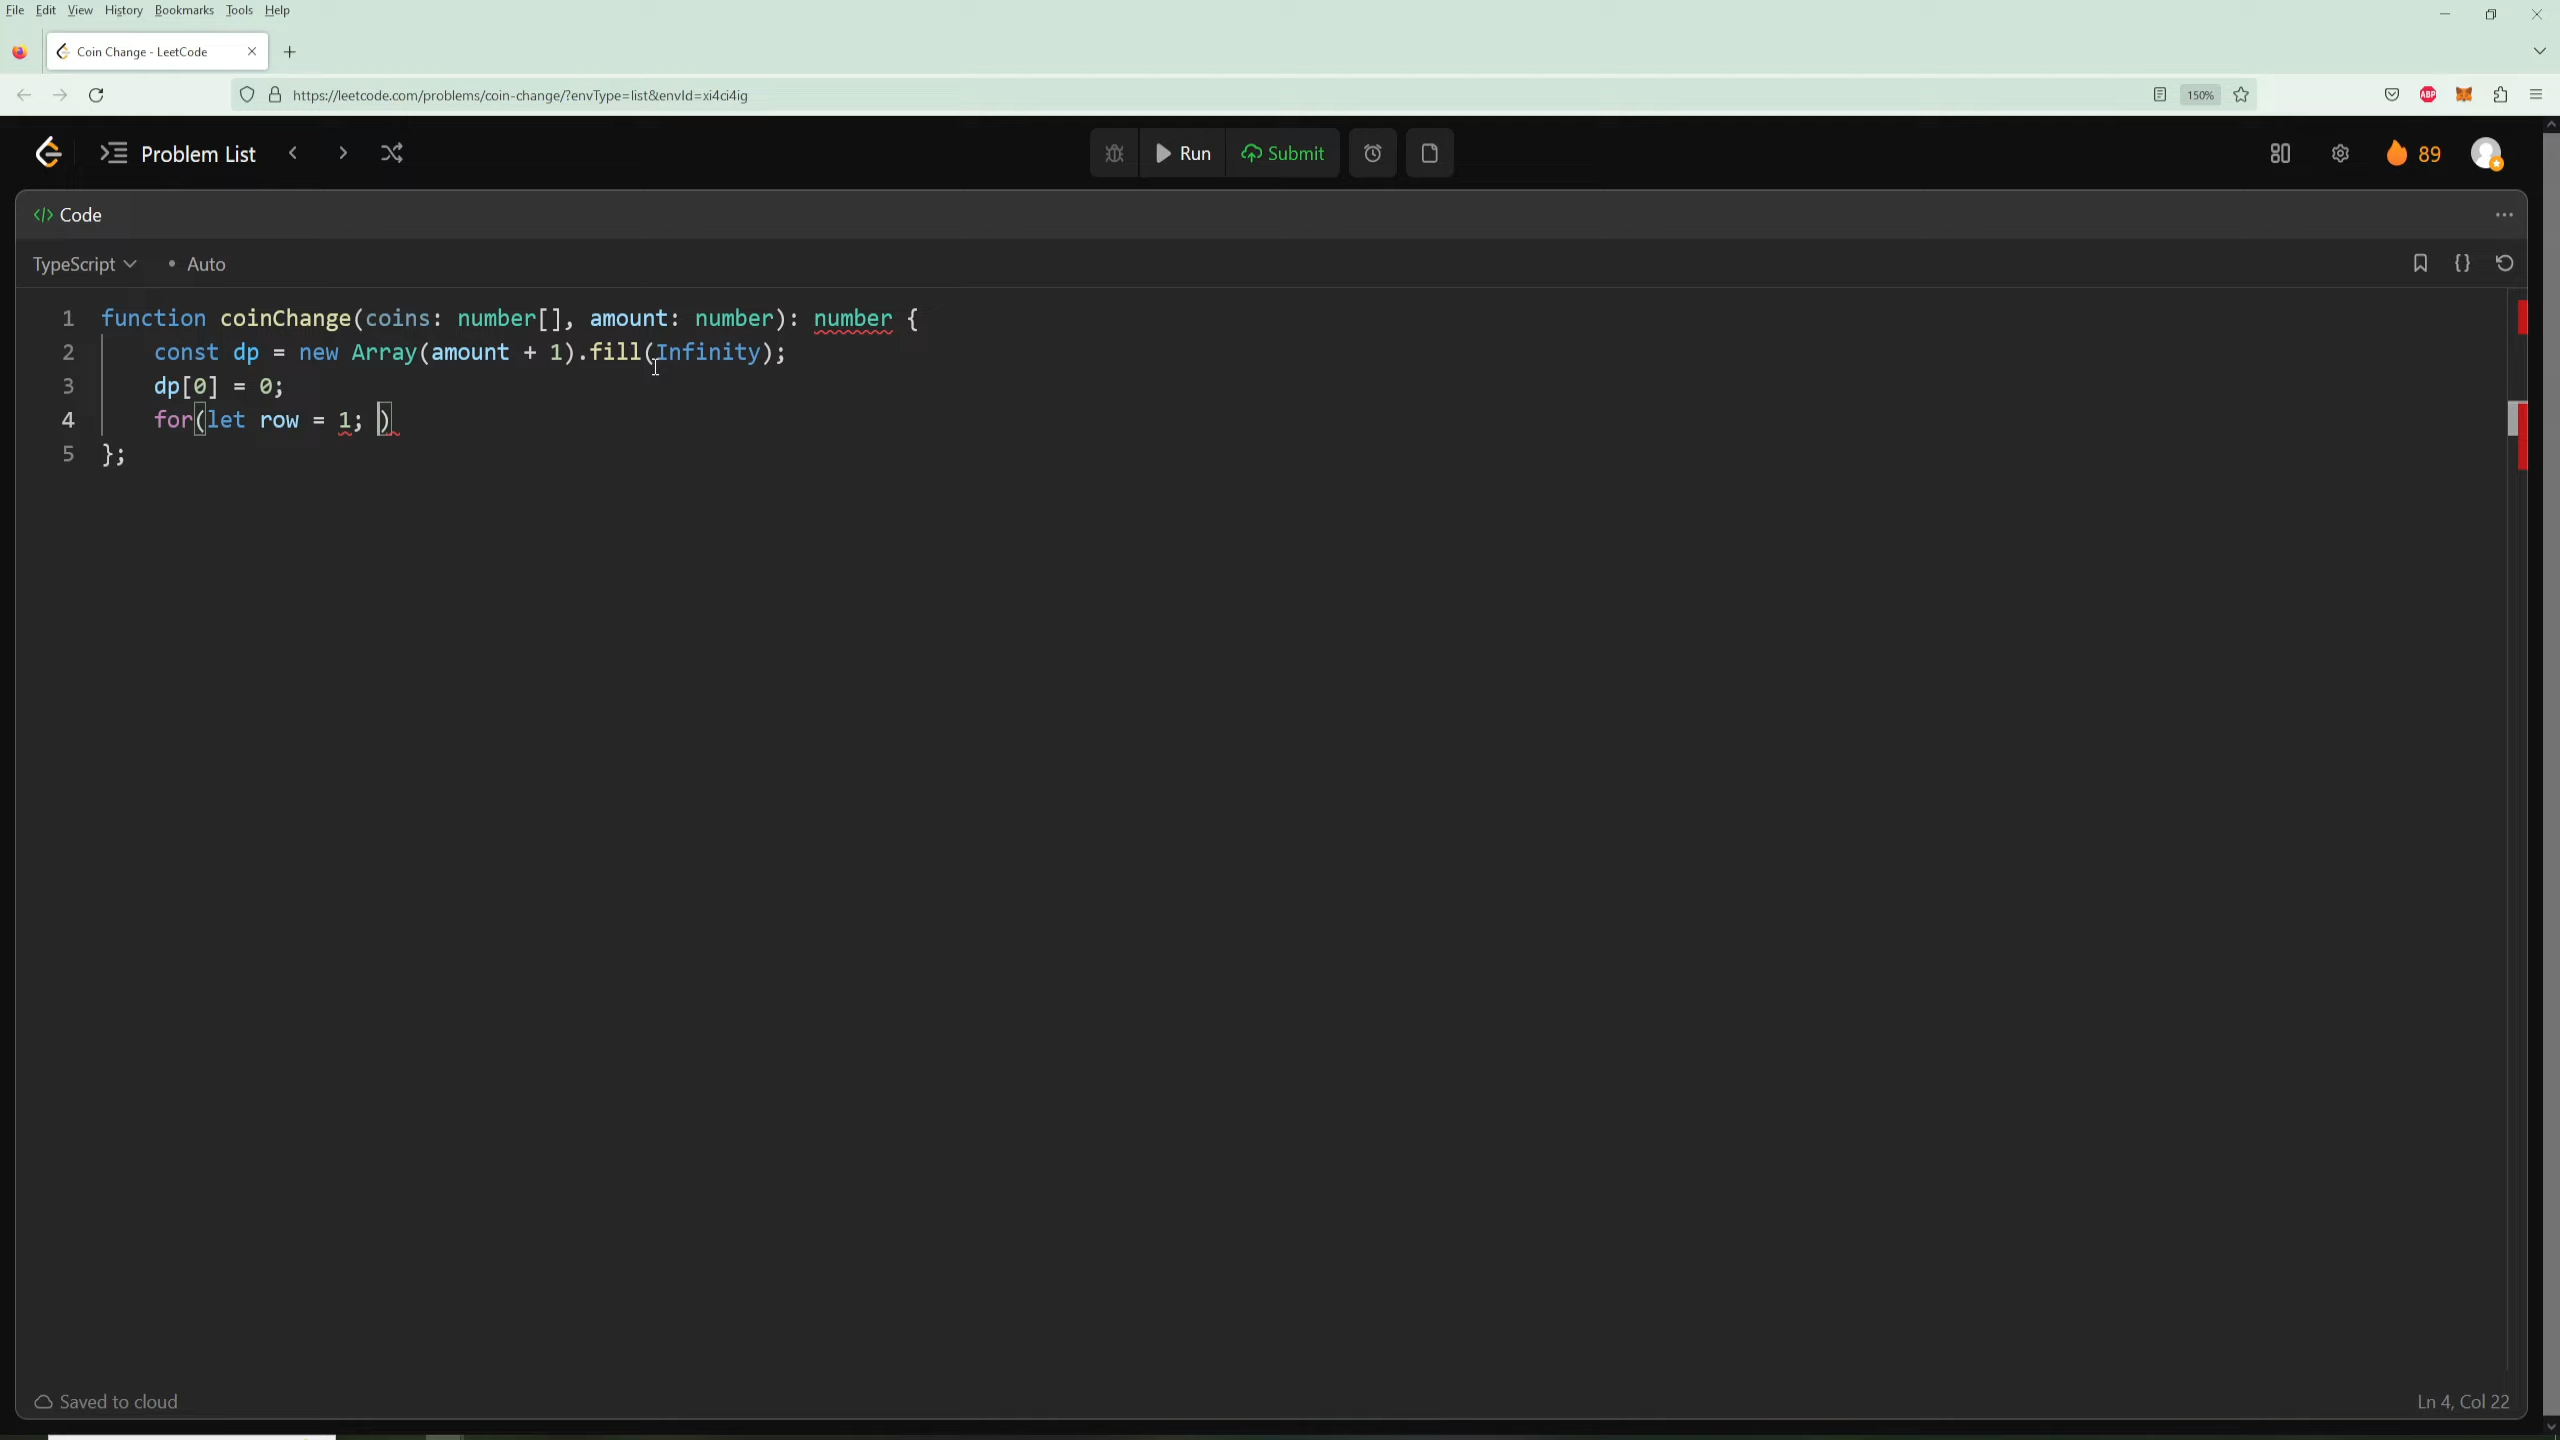 File Edit View History Bookmarks Tools Help
Coin Change - LeetCode
https://leetcode.com/problems/coin-change/?envType=list&envId=xi4ci4ig
150%
ABP
Problem List
Run
Submit
89
</> Code
TypeScript
• Auto
1 function coinChange(coins: number[], amount: number): number {
2 const dp = new Array(amount + 1).fill(Infinity);
3 dp[0] = 0;
4 for(let row = 1; )
5 };
Saved to cloud
Ln 4, Col 22